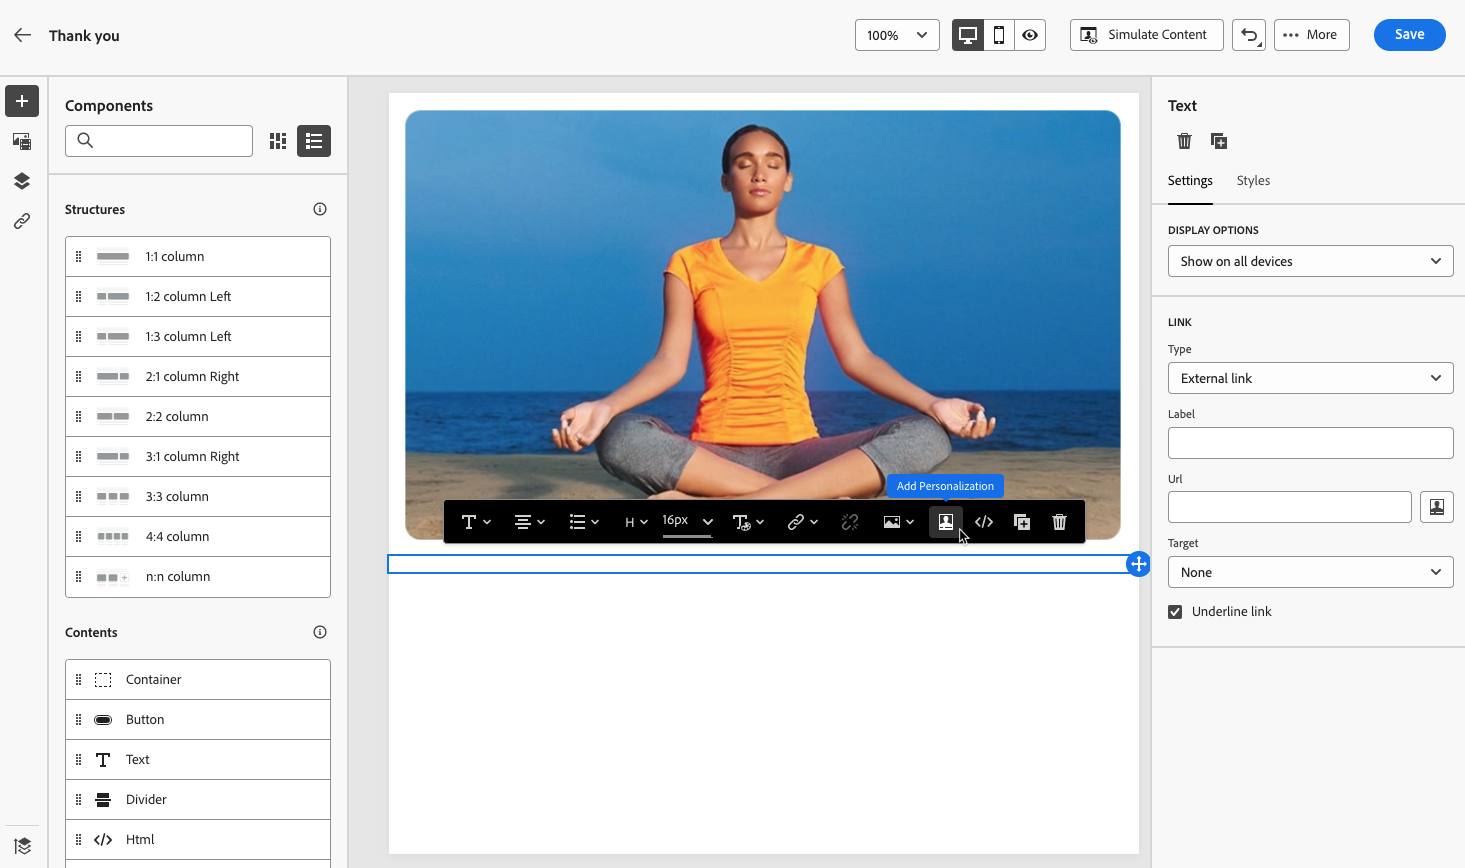 Thank you
100%
Simulate Content
More
Save
Components
Structures
1:1 column
1:2 column Left
1:3 column Left
2:1 column Right
2:2 column
3:1 column Right
3:3 column
4:4 column
n:n column
Contents
Container
Button
Text
Divider
Html
Add Personalization
H
16px
Text
Settings
Styles
DISPLAY OPTIONS
Show on all devices
LINK
Type
External link
Label
Url
Target
None
Underline link